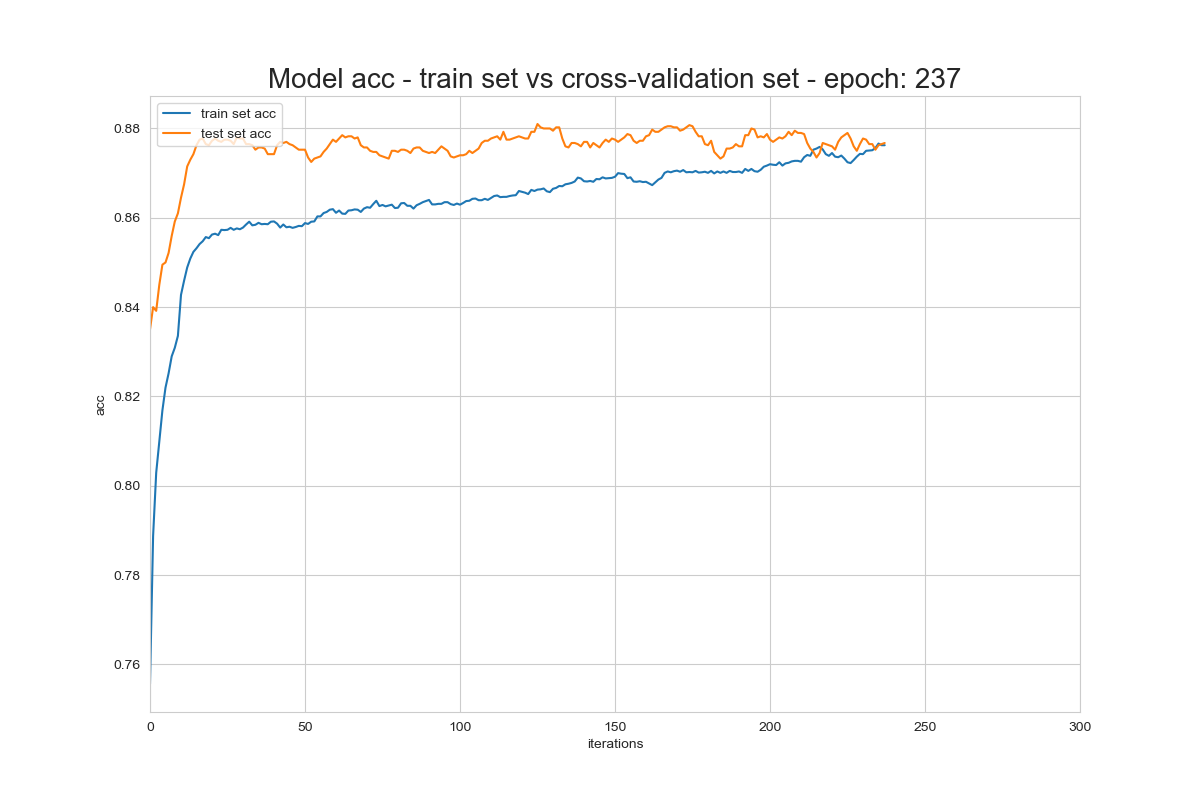 Model acc - train set vs cross-validation set - epoch: 237
train set acc
test set acc
0.88
0.86
0.84
0.82
0.80
0.78
0.76
acc
0 50 100 150 200 250 300
iterations